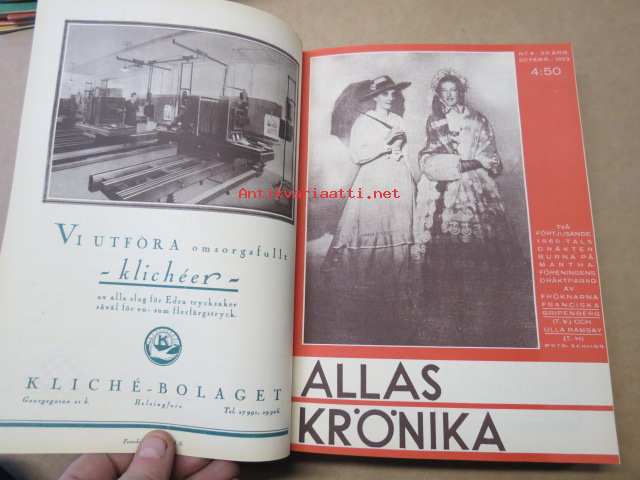 VI UTFÖRA omsorgsfullt
- klichéer -
av alla slag för Edra trycksaker
såväl för en- som flerfärgstryck.
K
KLICHÉ-BOLAGET
Georgsgatan
Helsingfors
Tel. 17991, 19906.
Antikvariaatti.net
4:50
TVÅ
FÖRTJUSANDE
1860-TALS
DRÄKTER
BURNA PÅ
MARTHA
FÖRENINGENS
DRÄKTPARAD
AV
FRÖKNARNA
FRANCISKA
GRIPENBERG
(T.V.) OCH
ULLA RAMSAY
(T.H)
ALLAS
KRÖNIKA